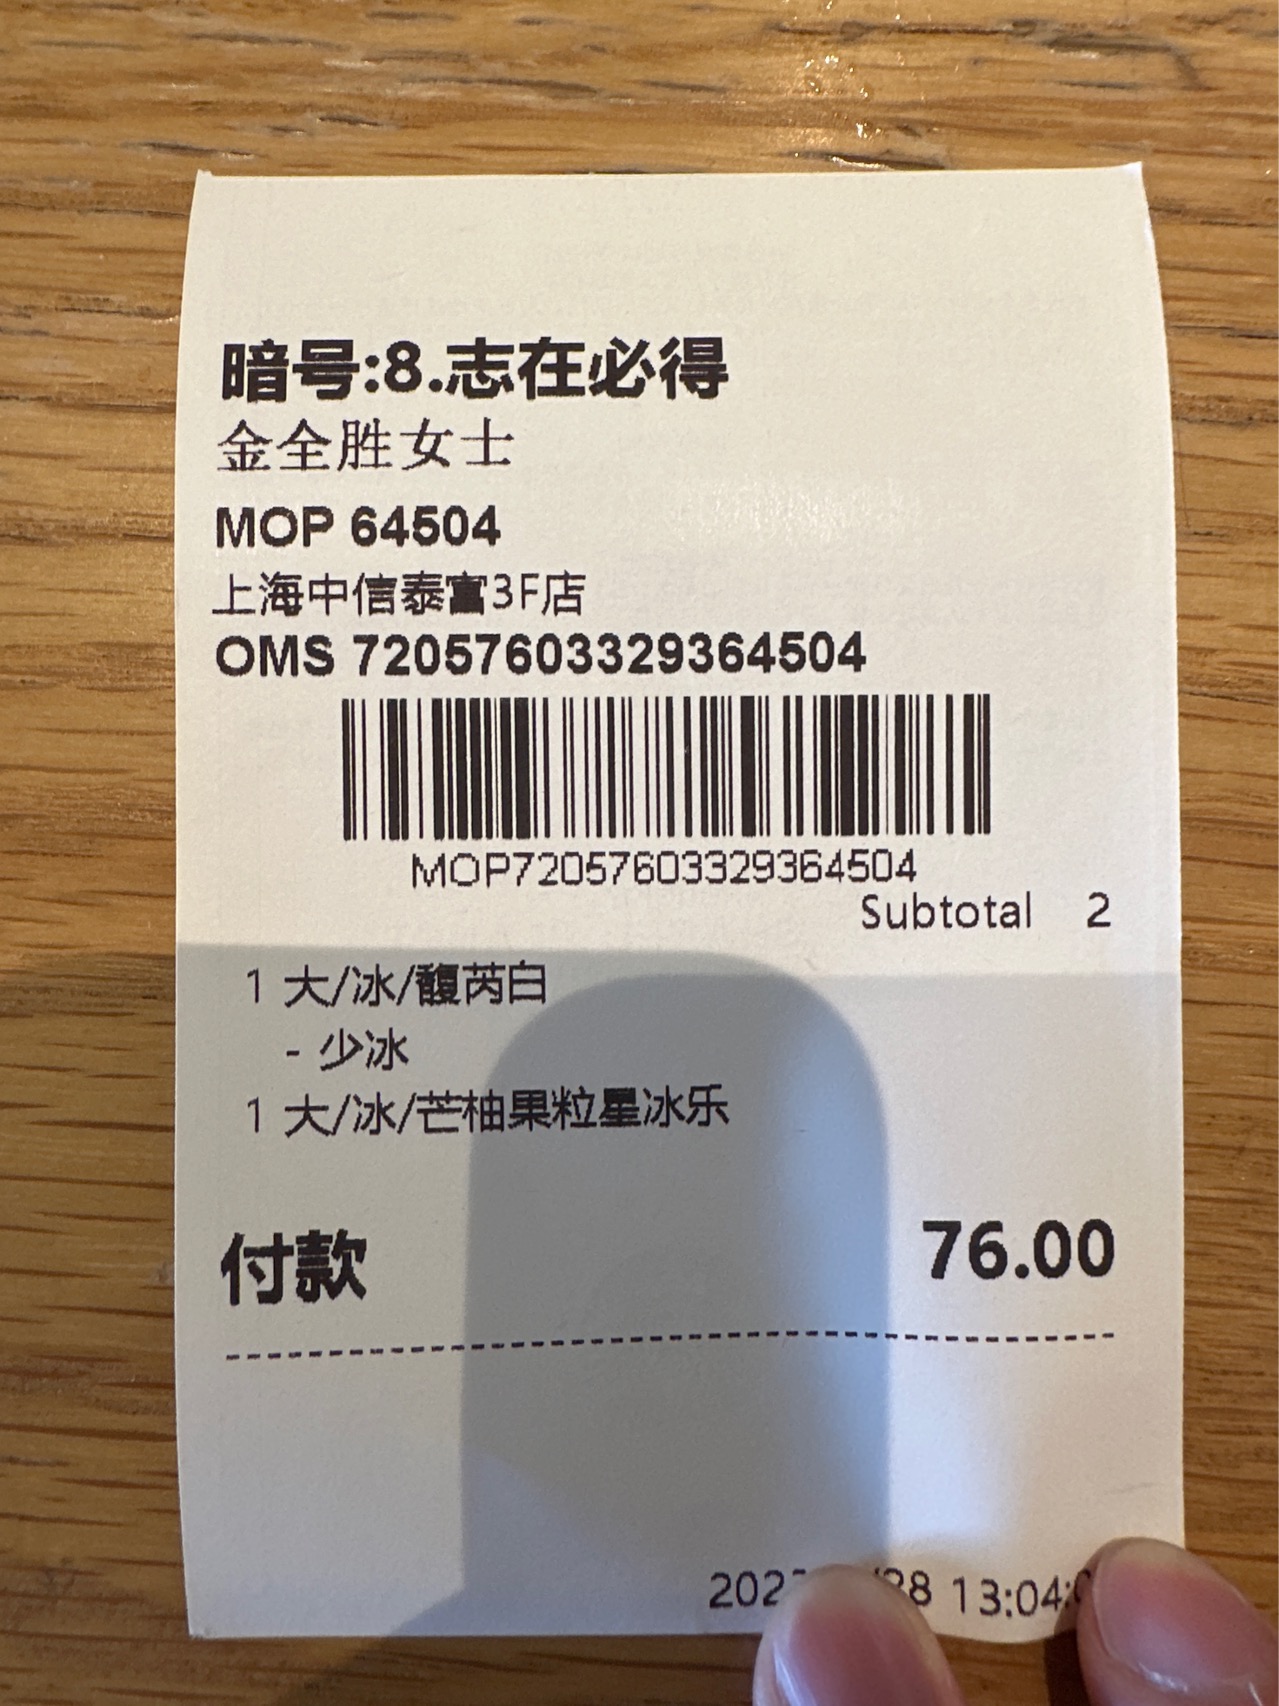 暗号:8.志在必得
金全胜女士
MOP 64504
上海中信泰富3F店
OMS 72057603329364504
MOP72057603329364504
Subtotal 2
1 大/冰/馥芮白
- 少冰
1 大/冰/芒柚果粒星冰乐
付款 76.00
13:04: